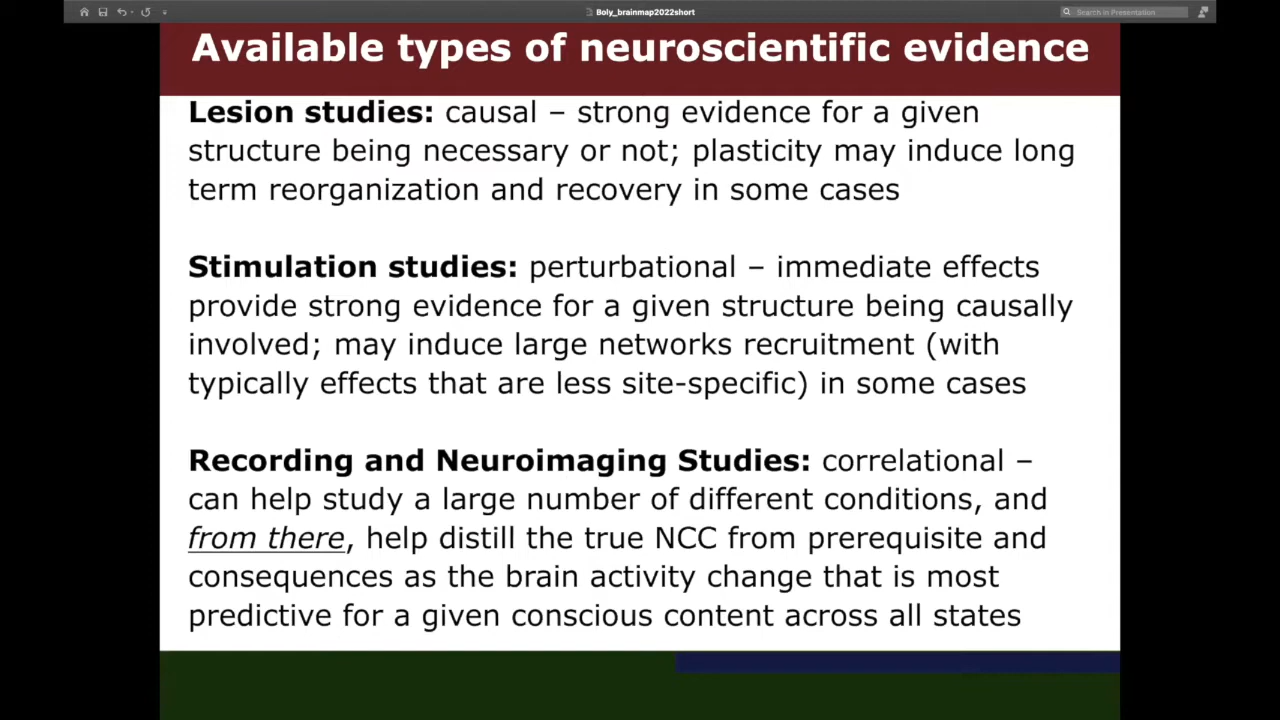 Boly_brainmap2022short
Search in Presentation
Available types of neuroscientific evidence
Lesion studies: causal – strong evidence for a given
structure being necessary or not; plasticity may induce long
term reorganization and recovery in some cases
Stimulation studies: perturbational – immediate effects
provide strong evidence for a given structure being causally
involved; may induce large networks recruitment (with
typically effects that are less site-specific) in some cases
Recording and Neuroimaging Studies: correlational –
can help study a large number of different conditions, and
from there, help distill the true NCC from prerequisite and
consequences as the brain activity change that is most
predictive for a given conscious content across all states